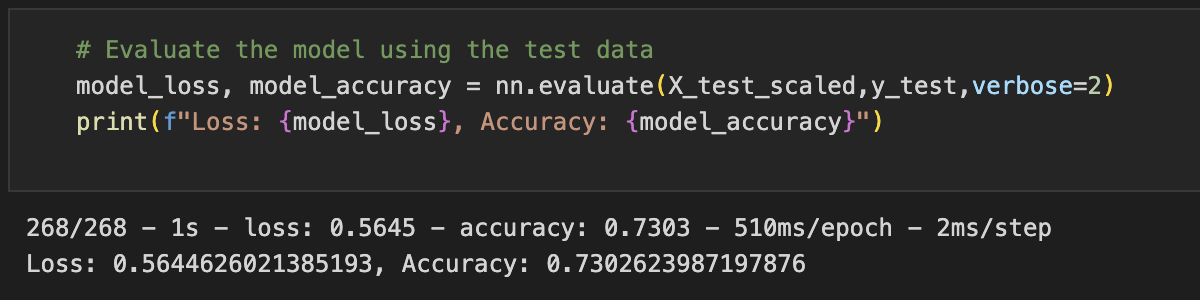 # Evaluate the model using the test data
model_loss, model_accuracy = nn.evaluate(X_test_scaled,y_test,verbose=2)
print(f"Loss: {model_loss}, Accuracy: {model_accuracy}")
268/268 – 1s – loss: 0.5645 – accuracy: 0.7303 – 510ms/epoch – 2ms/step
Loss: 0.5644626021385193, Accuracy: 0.7302623987197876